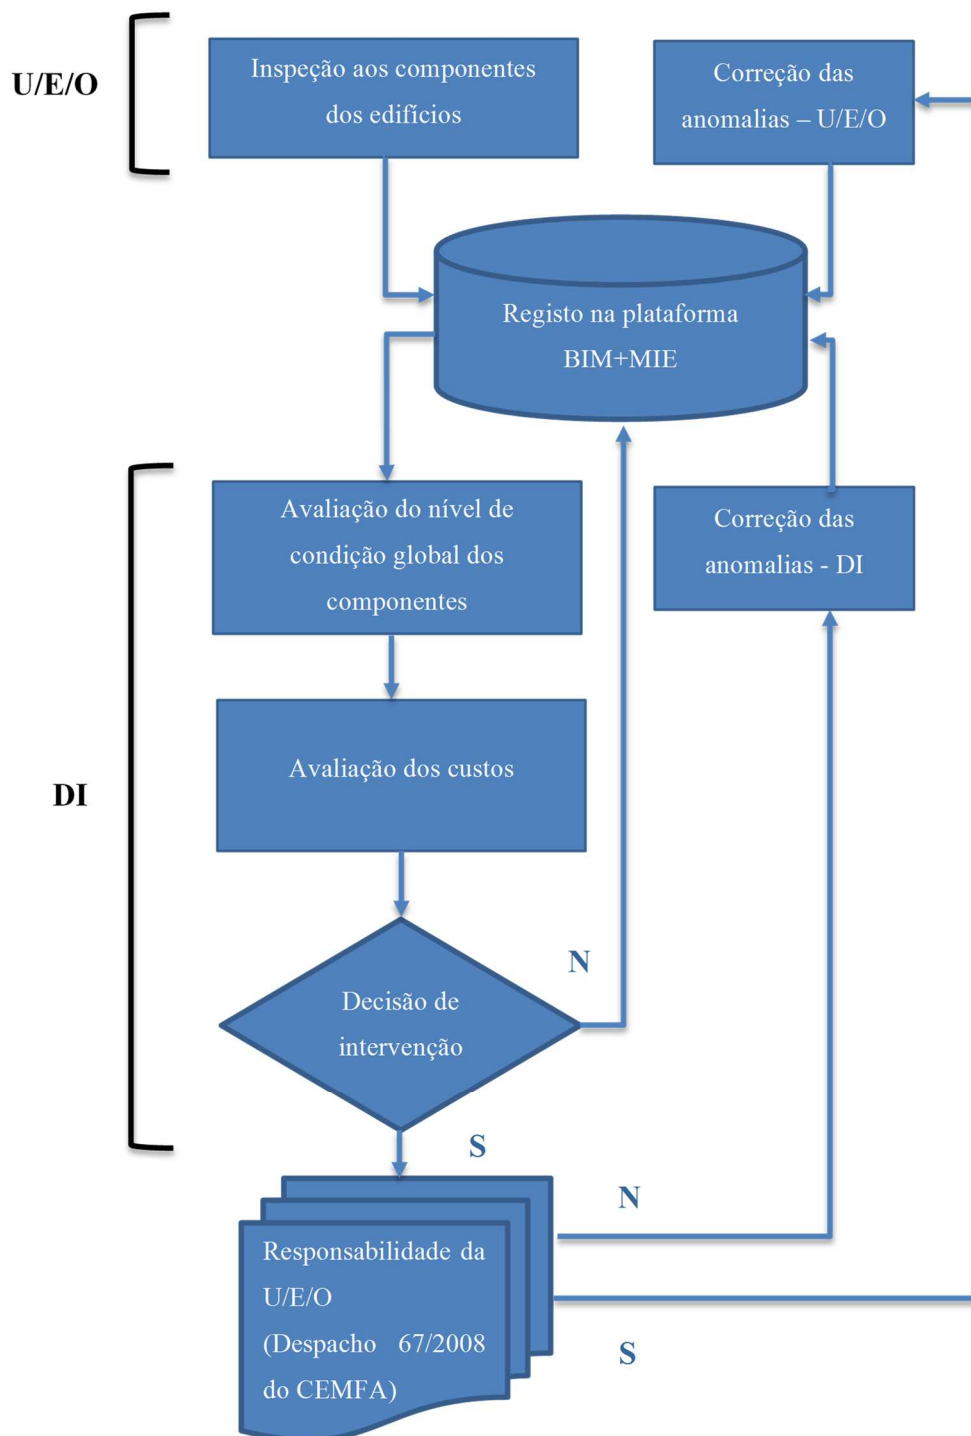 U/E/O
Inspeção aos componentes
dos edifícios
Correção das
anomalias – U/E/O
Registo na plataforma
BIM+MIE
DI
Avaliação do nível de
condição global dos
componentes
Correção das
anomalias - DI
Avaliação dos custos
Decisão de
intervenção
N
S
Responsabilidade da
U/E/O
(Despacho 67/2008
do CEMFA)
N
S